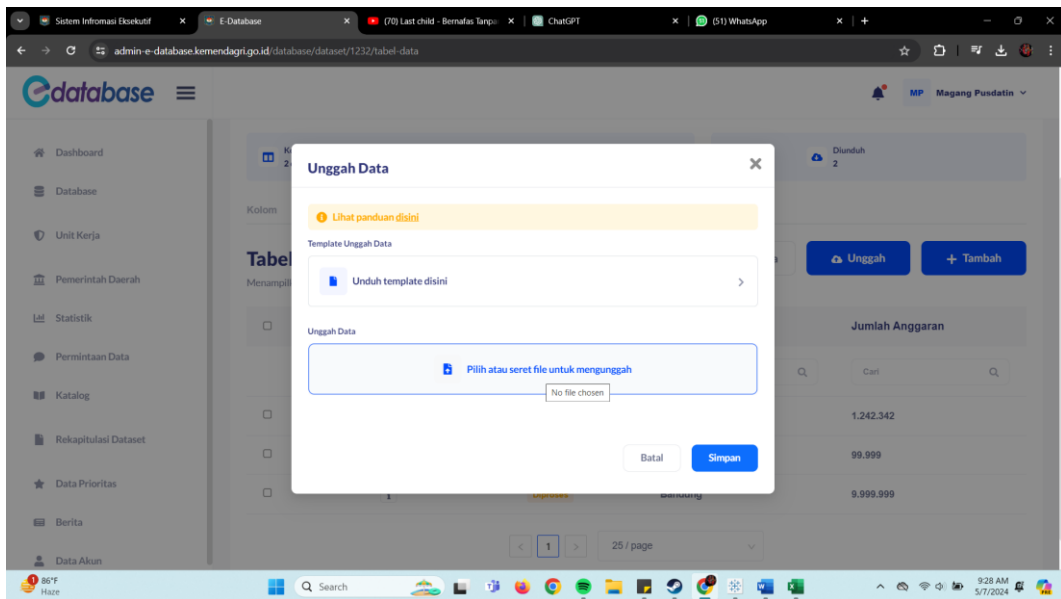 Sistem Infromasi Eksekutif
E-Database
(70) Last child - Bernafas Tanpa
ChatGPT
(51) WhatsApp
admin-e-database.kemendagri.go.id/database/dataset/1232/tabel-data
edatabase
MP Magang Pusdatin
Dashboard
Database
Unit Kerja
Pemerintah Daerah
Statistik
Permintaan Data
Katalog
Rekapitulasi Dataset
Data Prioritas
Berita
Data Akun
Diunduh
2
Kolom
Tabel
Unggah
+ Tambah
Jumlah Anggaran
Cari
1.242.342
99.999
Bandung
9.999.999
Unggah Data
Lihat panduan disini
Template Unggah Data
Unduh template disini
Unggah Data
Pilih atau seret file untuk mengunggah
No file chosen
Batal
Simpan
< 1 >
25 / page
1
86°F
Haze
Search
9:28 AM
5/7/2024